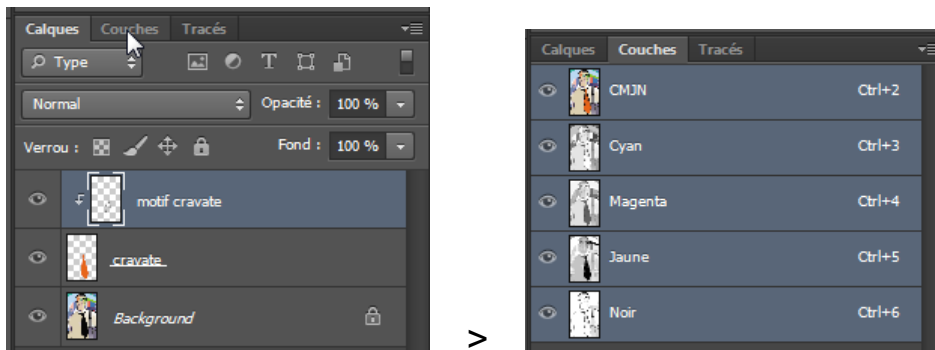 Calques Couches Tracés
Type T
Normal Opacité : 100 %
Verrou : Fond : 100 %
motif cravate
cravate
Background
>
Calques Couches Tracés
CMJN Ctrl+2
Cyan Ctrl+3
Magenta Ctrl+4
Jaune Ctrl+5
Noir Ctrl+6